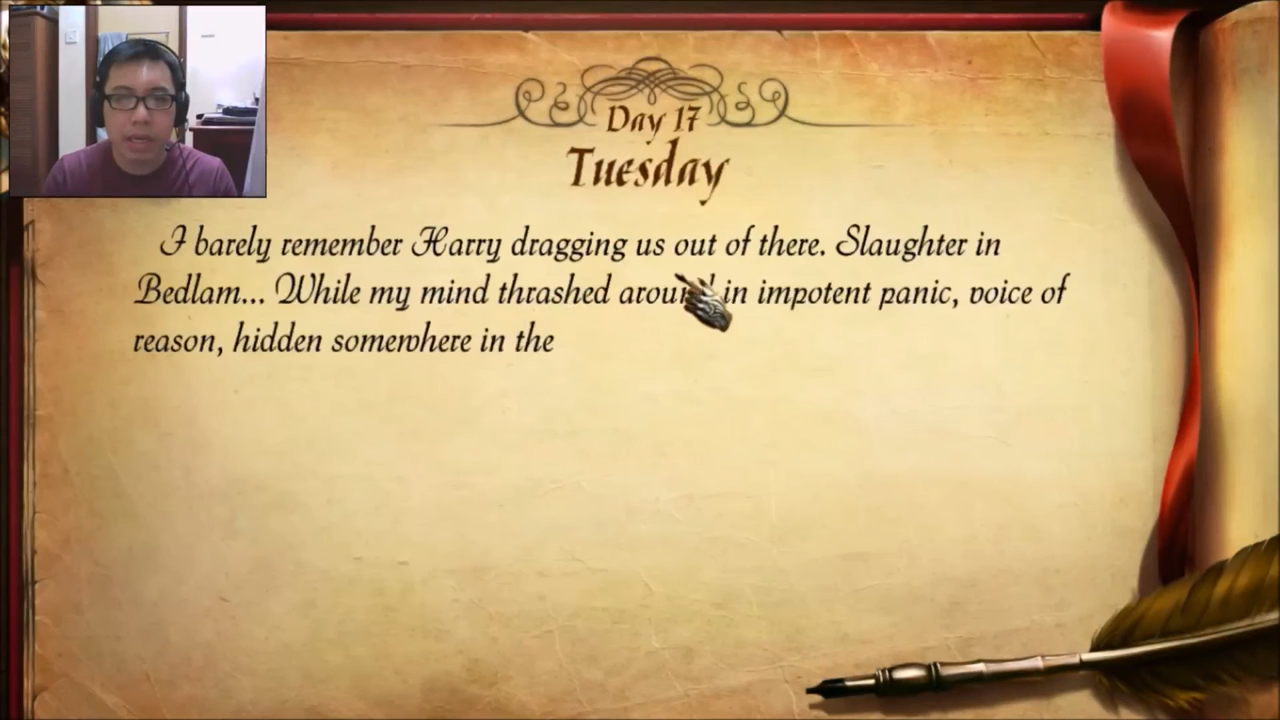 Day 17
Tuesday
I barely remember Harry dragging us out of there. Slaughter in
Bedlam... While my mind thrashed around in impotent panic, voice of
reason, hidden somewhere in the